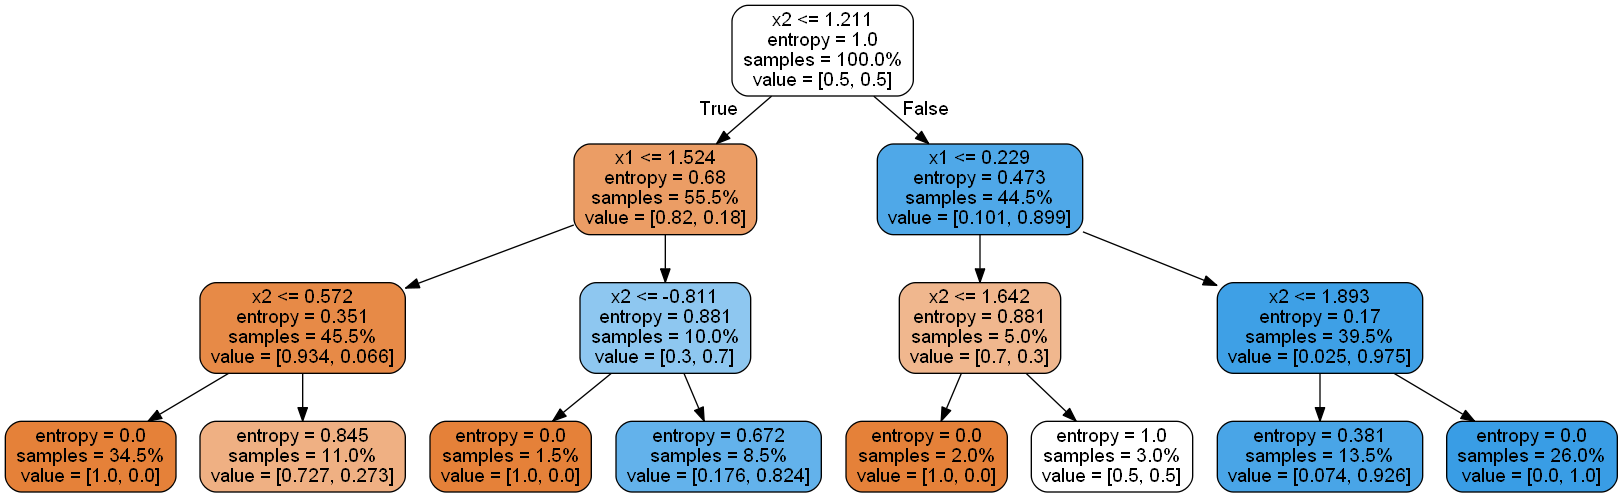 x2 <= 1.211
entropy = 1.0
samples = 100.0%
value = [0.5, 0.5]
True
False
x1 <= 1.524
entropy = 0.68
samples = 55.5%
value = [0.82, 0.18]
x1 <= 0.229
entropy = 0.473
samples = 44.5%
value = [0.101, 0.899]
x2 <= 0.572
entropy = 0.351
samples = 45.5%
value = [0.934, 0.066]
x2 <= -0.811
entropy = 0.881
samples = 10.0%
value = [0.3, 0.7]
x2 <= 1.642
entropy = 0.881
samples = 5.0%
value = [0.7, 0.3]
x2 <= 1.893
entropy = 0.17
samples = 39.5%
value = [0.025, 0.975]
entropy = 0.0
samples = 34.5%
value = [1.0, 0.0]
entropy = 0.845
samples = 11.0%
value = [0.727, 0.273]
entropy = 0.0
samples = 1.5%
value = [1.0, 0.0]
entropy = 0.672
samples = 8.5%
value = [0.176, 0.824]
entropy = 0.0
samples = 2.0%
value = [1.0, 0.0]
entropy = 1.0
samples = 3.0%
value = [0.5, 0.5]
entropy = 0.381
samples = 13.5%
value = [0.074, 0.926]
entropy = 0.0
samples = 26.0%
value = [0.0, 1.0]